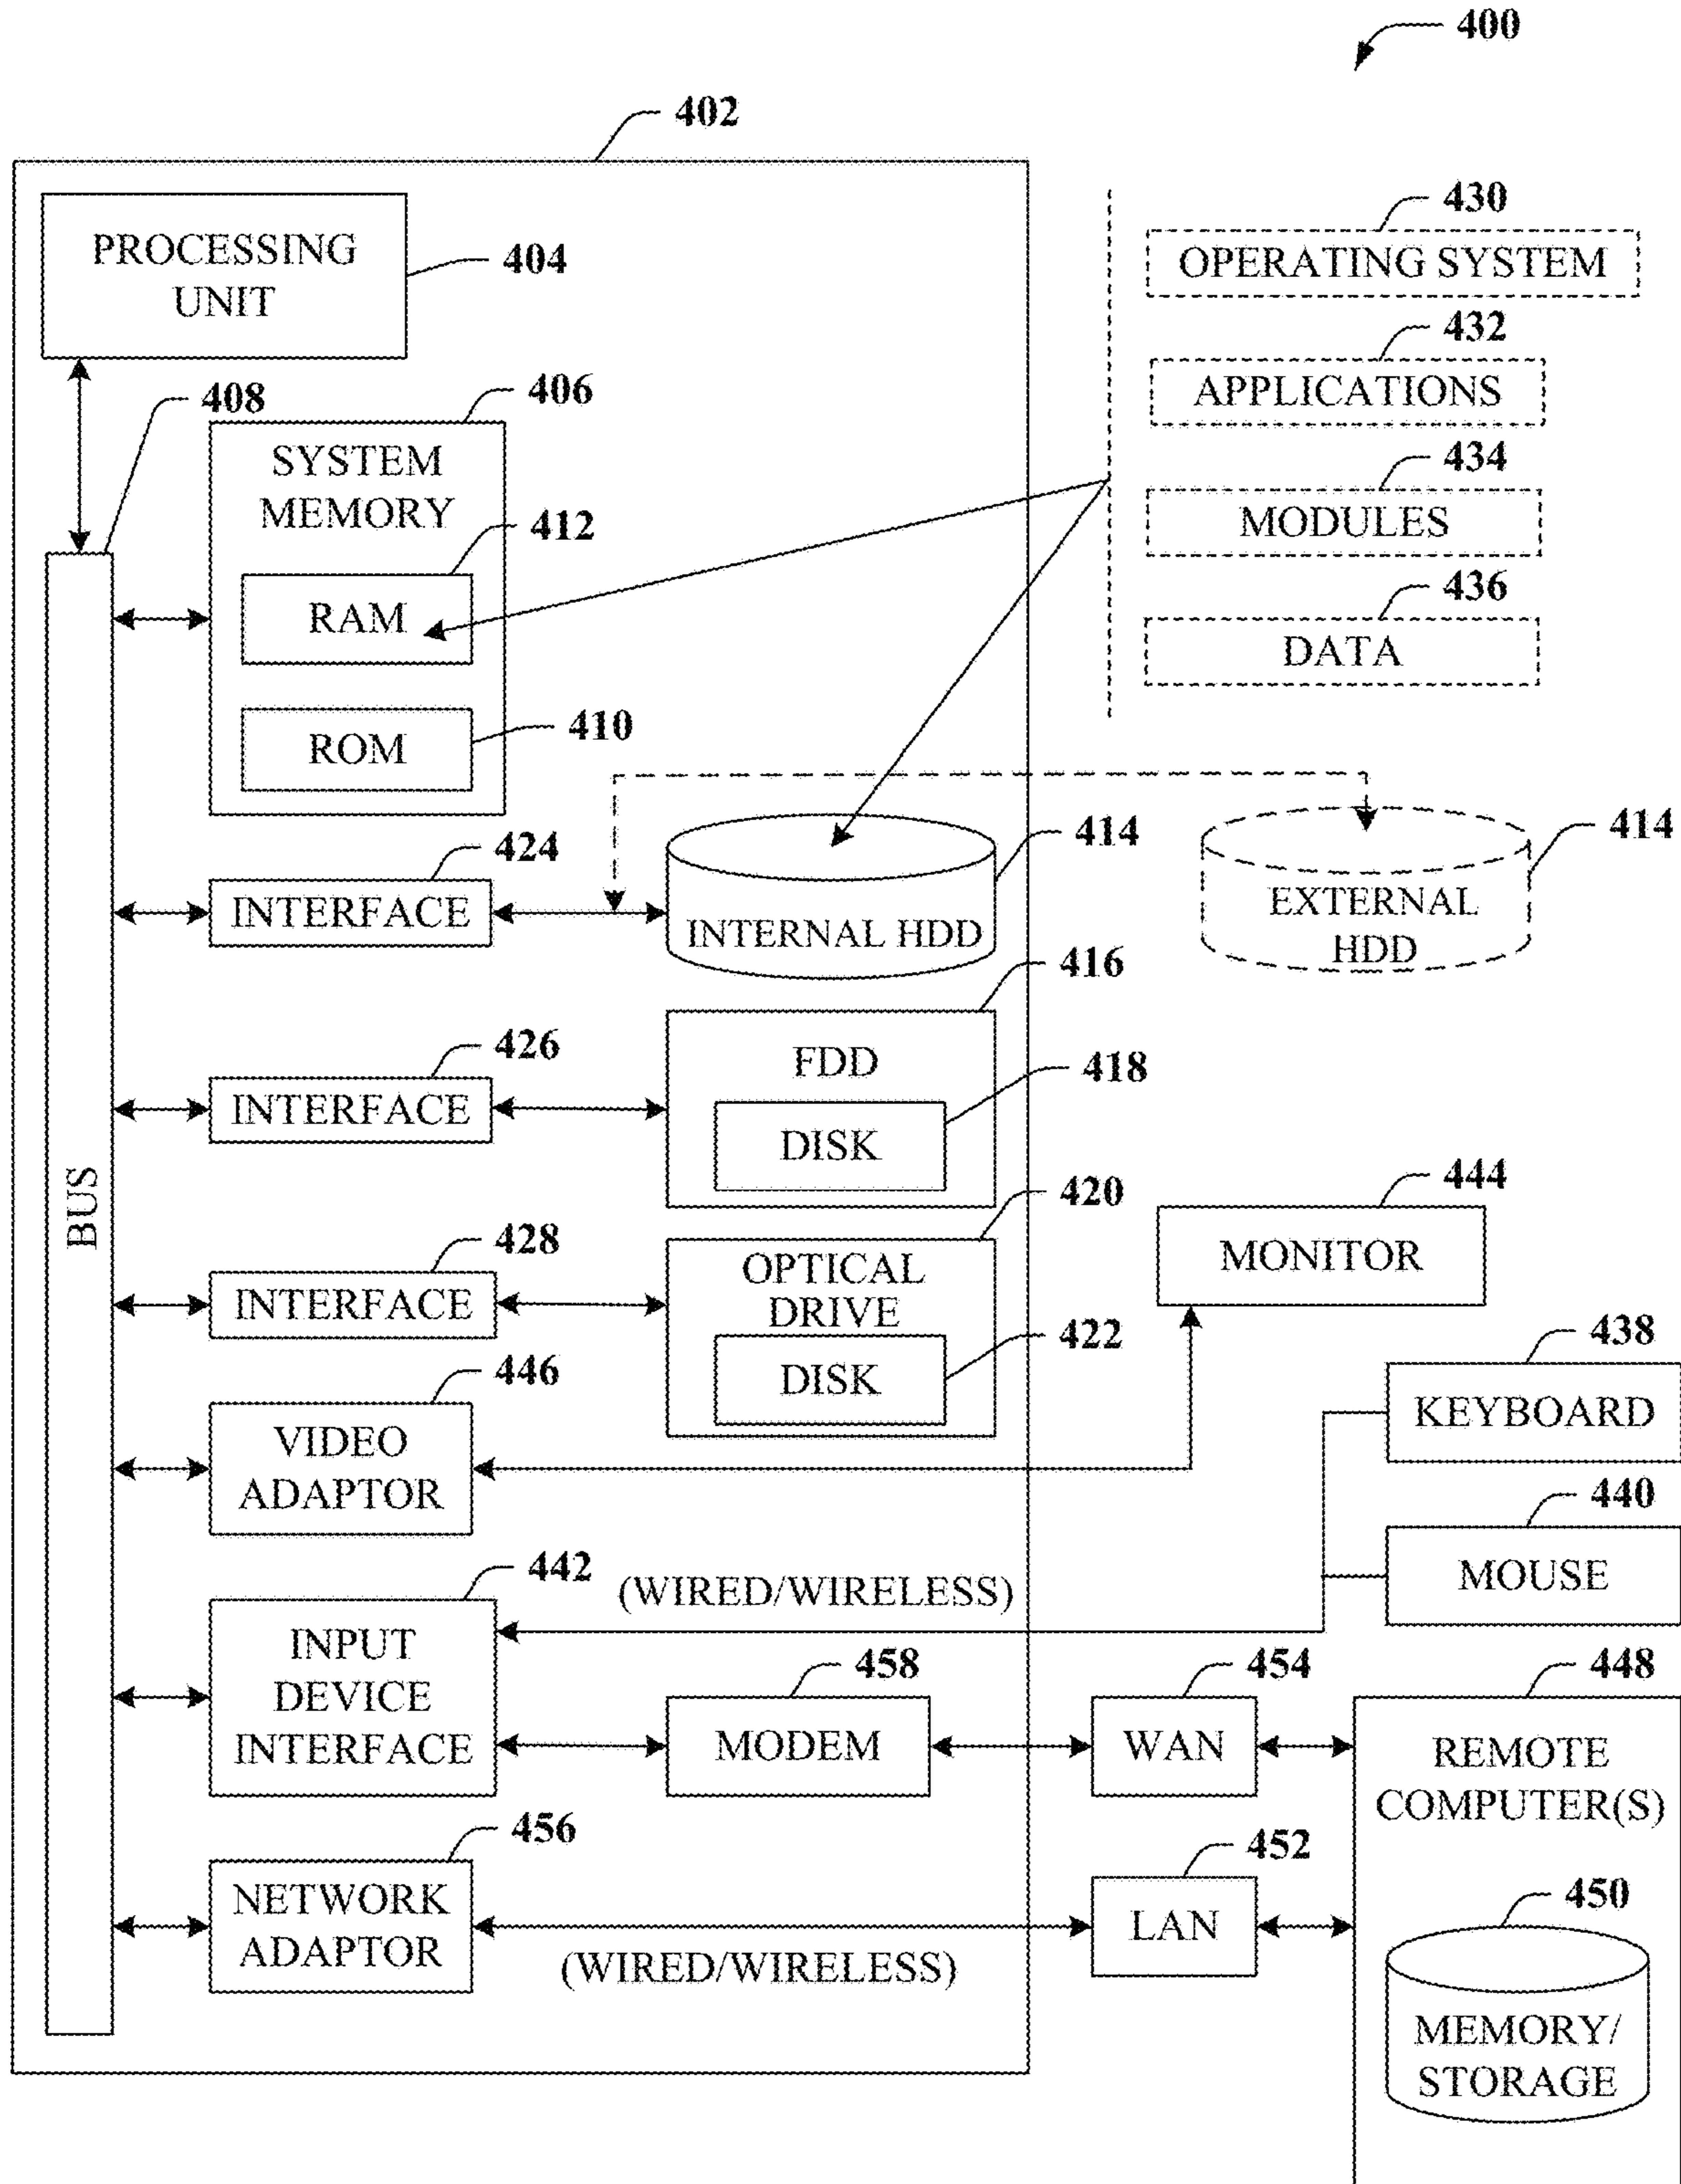 400
402
PROCESSING
UNIT
404
430
OPERATING SYSTEM
432
APPLICATIONS
434
MODULES
436
DATA
408
406
SYSTEM
MEMORY
412
RAM
410
ROM
BUS
424
INTERFACE
414
INTERNAL HDD
414
EXTERNAL
HDD
426
INTERFACE
416
FDD
418
DISK
428
INTERFACE
420
OPTICAL
DRIVE
422
DISK
444
MONITOR
446
VIDEO
ADAPTOR
438
KEYBOARD
440
MOUSE
442
INPUT
DEVICE
INTERFACE
(WIRED/WIRELESS)
458
MODEM
454
WAN
448
REMOTE
COMPUTER(S)
456
NETWORK
ADAPTOR
(WIRED/WIRELESS)
452
LAN
450
MEMORY/
STORAGE